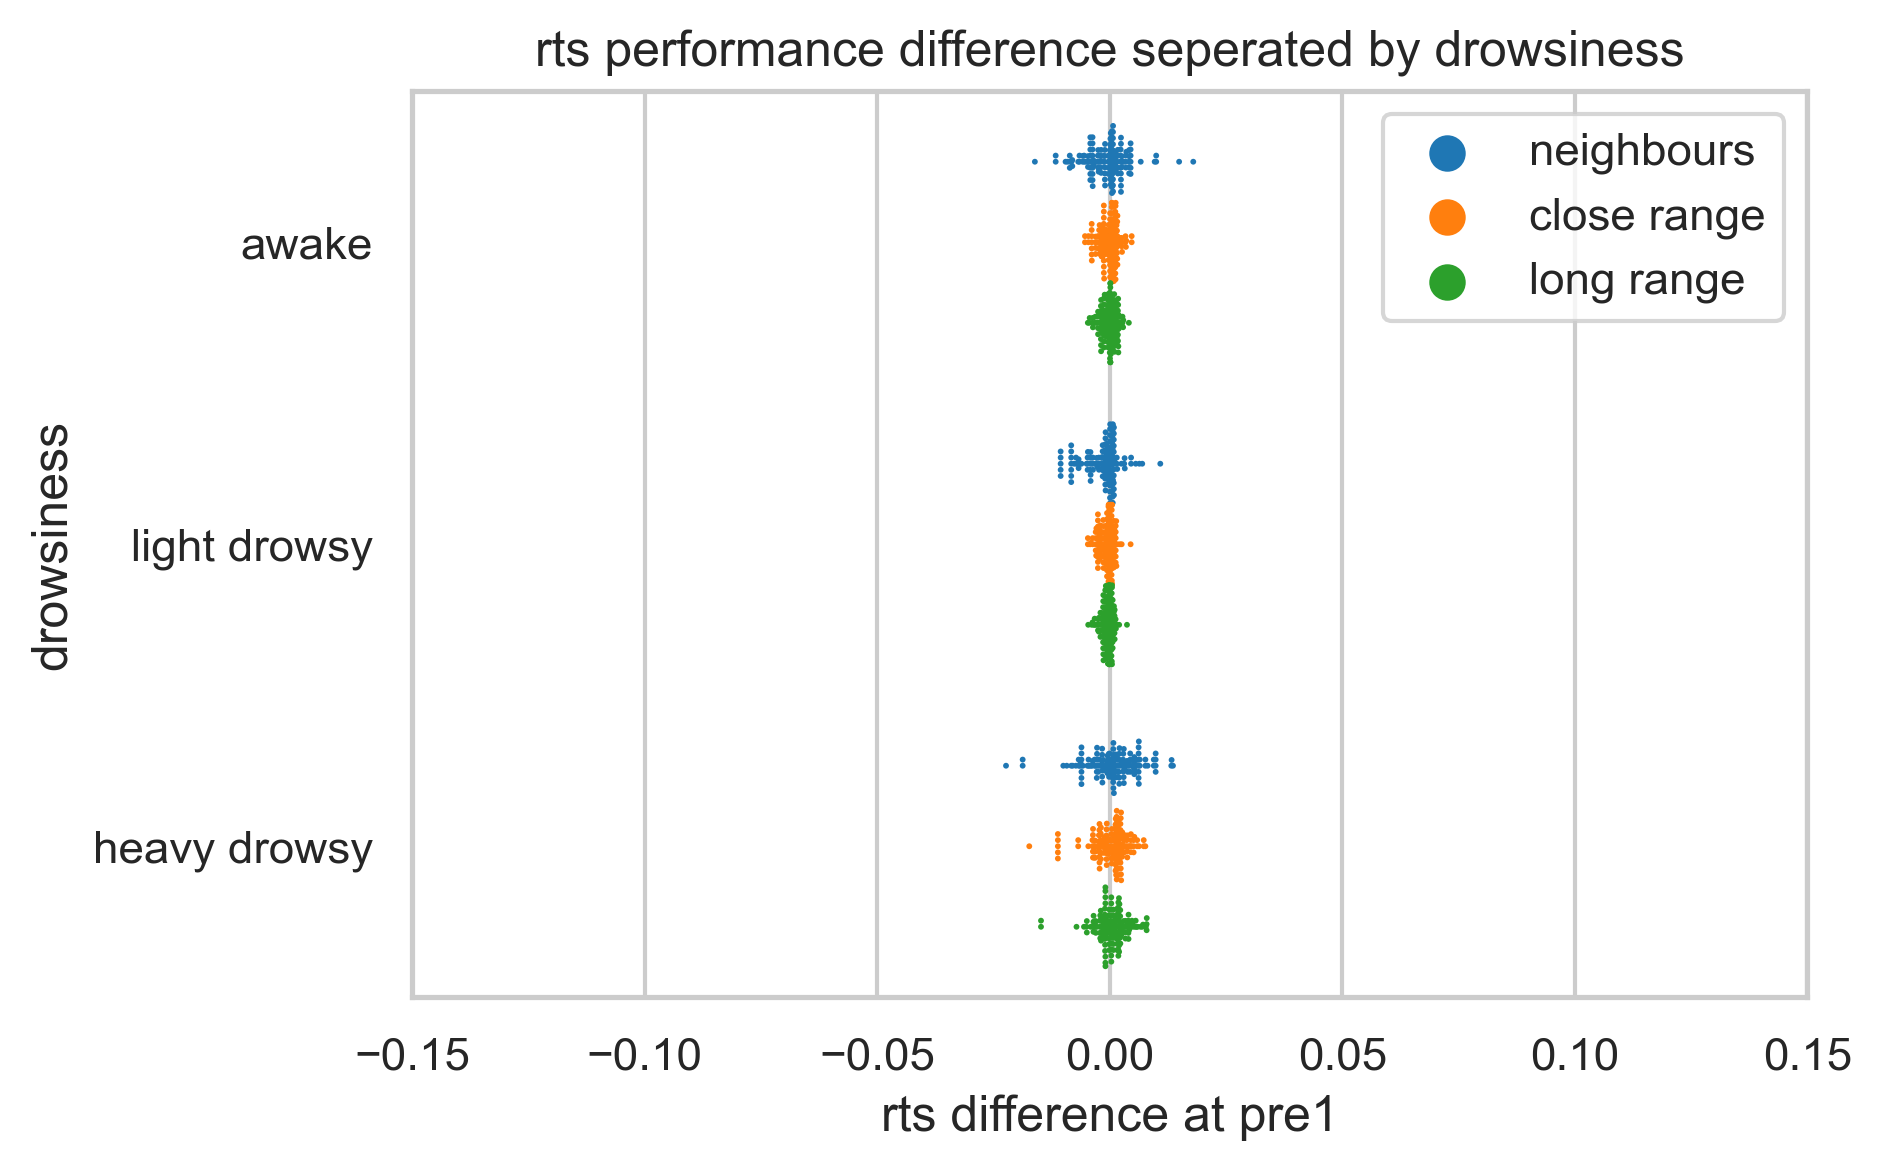 rts performance difference seperated by drowsiness
neighbours
close range
long range
awake
light drowsy
heavy drowsy
drowsiness
−0.15
−0.10
−0.05
0.00
0.05
0.10
0.15
rts difference at pre1